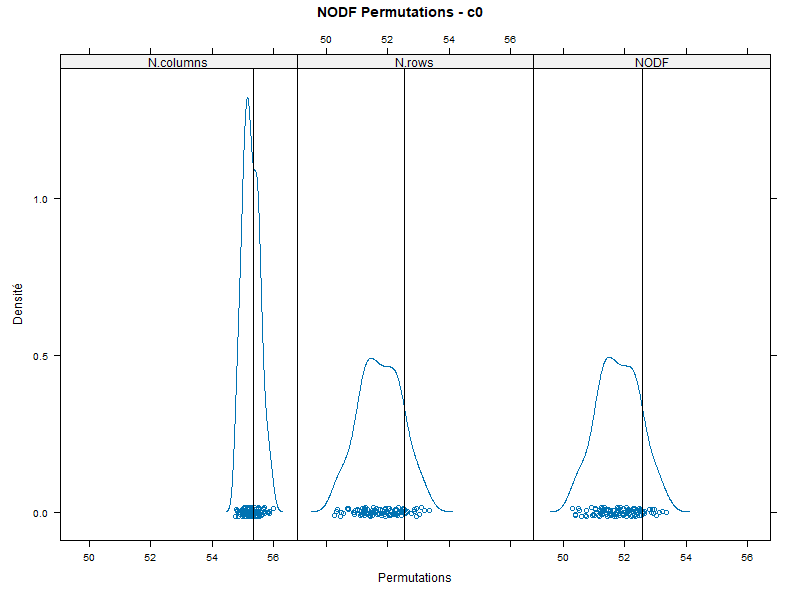 NODF Permutations - c0
50 52 54 56
N.columns N.rows NODF
1.0
0.5
0.0
Densité
50 52 54 56 50 52 54 56
Permutations